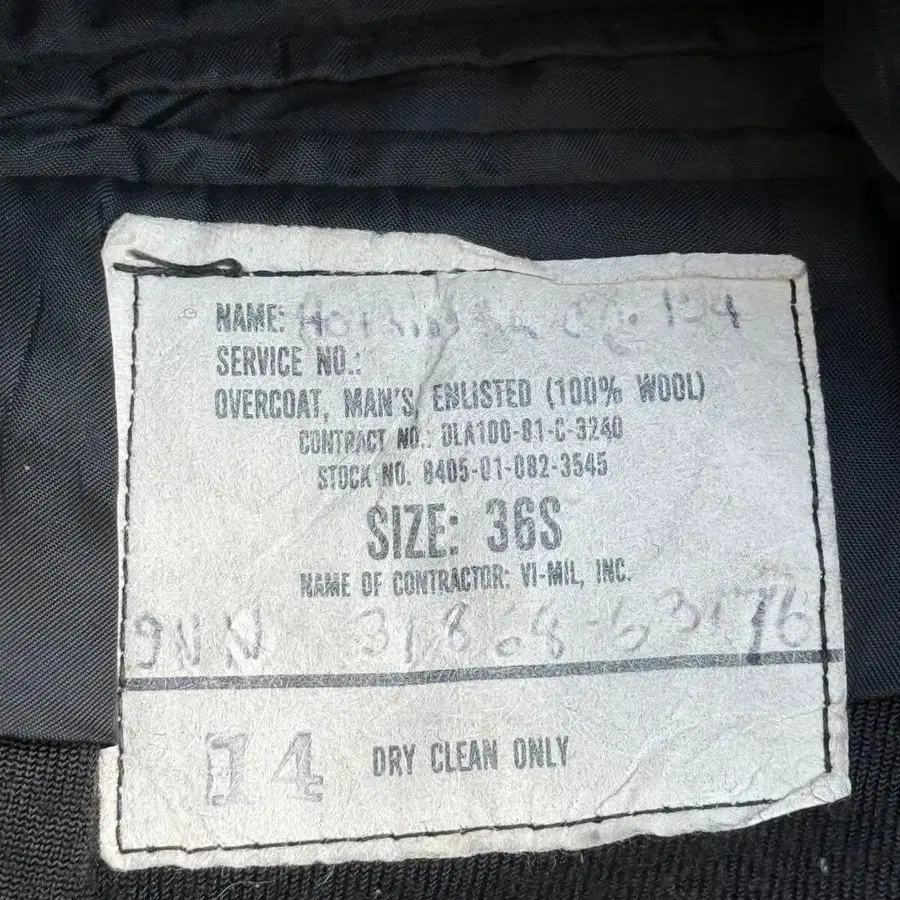 NAME: 194
SERVICE NO.:
OVERCOAT, MAN'S, ENLISTED (100% WOOL)
CONTRACT NO.: DLA100-81-C-3240
STOCK NO. 8405-01-082-3545
SIZE: 36S
NAME OF CONTRACTOR: VI-MIL, INC.
14 DRY CLEAN ONLY